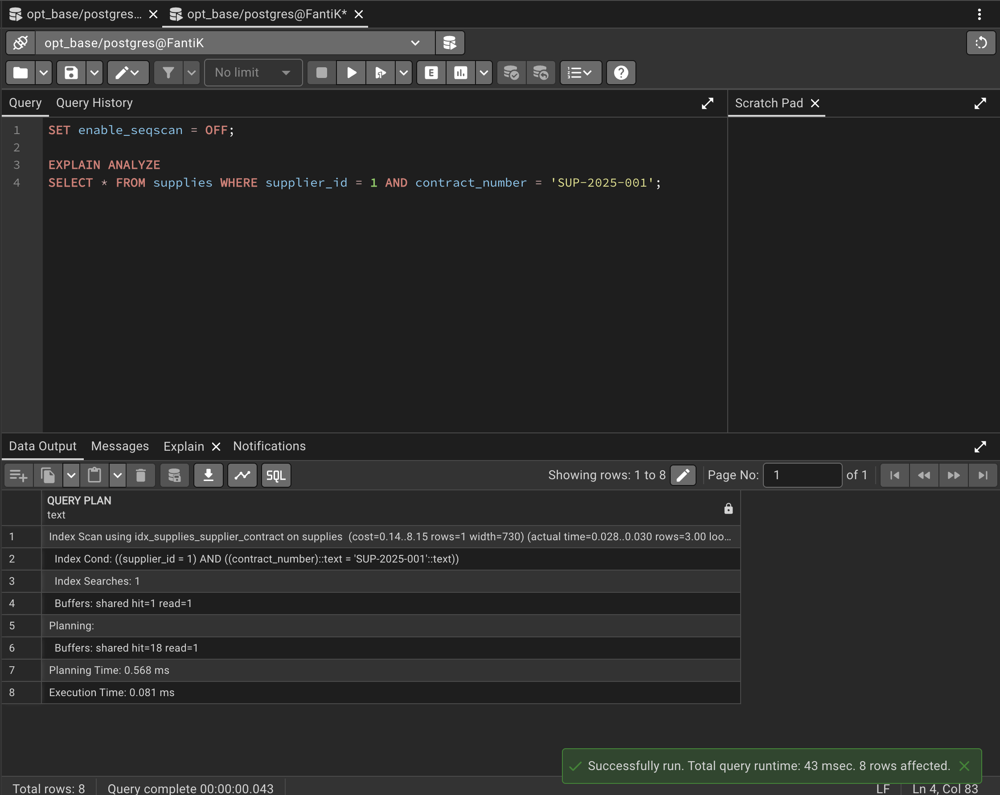 opt_base/postgres... opt_base/postgres@FantiK*
opt_base/postgres@FantiK
No limit
Query Query History Scratch Pad
1 SET enable_seqscan = OFF;
2
3 EXPLAIN ANALYZE
4 SELECT * FROM supplies WHERE supplier_id = 1 AND contract_number = 'SUP-2025-001';
Data Output Messages Explain Notifications
SQL Showing rows: 1 to 8 Page No: 1 of 1
QUERY PLAN
text
1 Index Scan using idx_supplies_supplier_contract on supplies (cost=0.14..8.15 rows=1 width=730) (actual time=0.028..0.030 rows=3.00 loo...
2 Index Cond: ((supplier_id = 1) AND ((contract_number)::text = 'SUP-2025-001'::text))
3 Index Searches: 1
4 Buffers: shared hit=1 read=1
5 Planning:
6 Buffers: shared hit=18 read=1
7 Planning Time: 0.568 ms
8 Execution Time: 0.081 ms
Successfully run. Total query runtime: 43 msec. 8 rows affected.
Total rows: 8 Query complete 00:00:00.043 LF Ln 4, Col 83